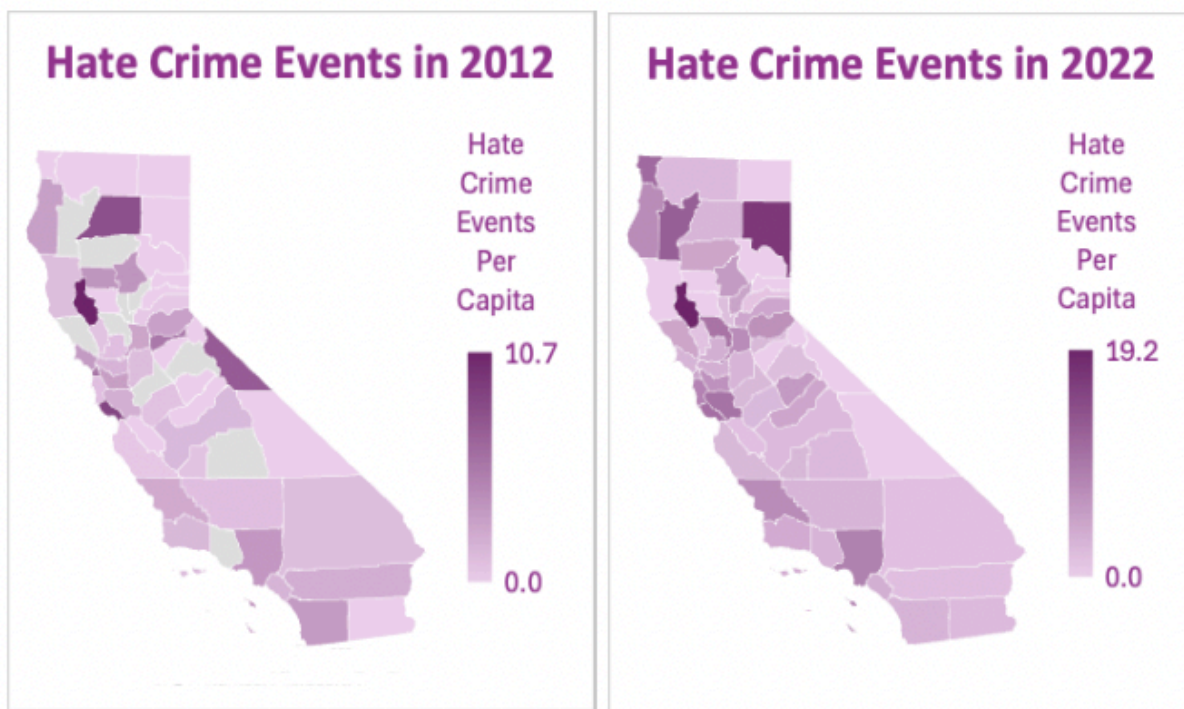 Hate Crime Events in 2012
Hate
Crime
Events
Per
Capita
10.7
0.0
Hate Crime Events in 2022
Hate
Crime
Events
Per
Capita
19.2
0.0